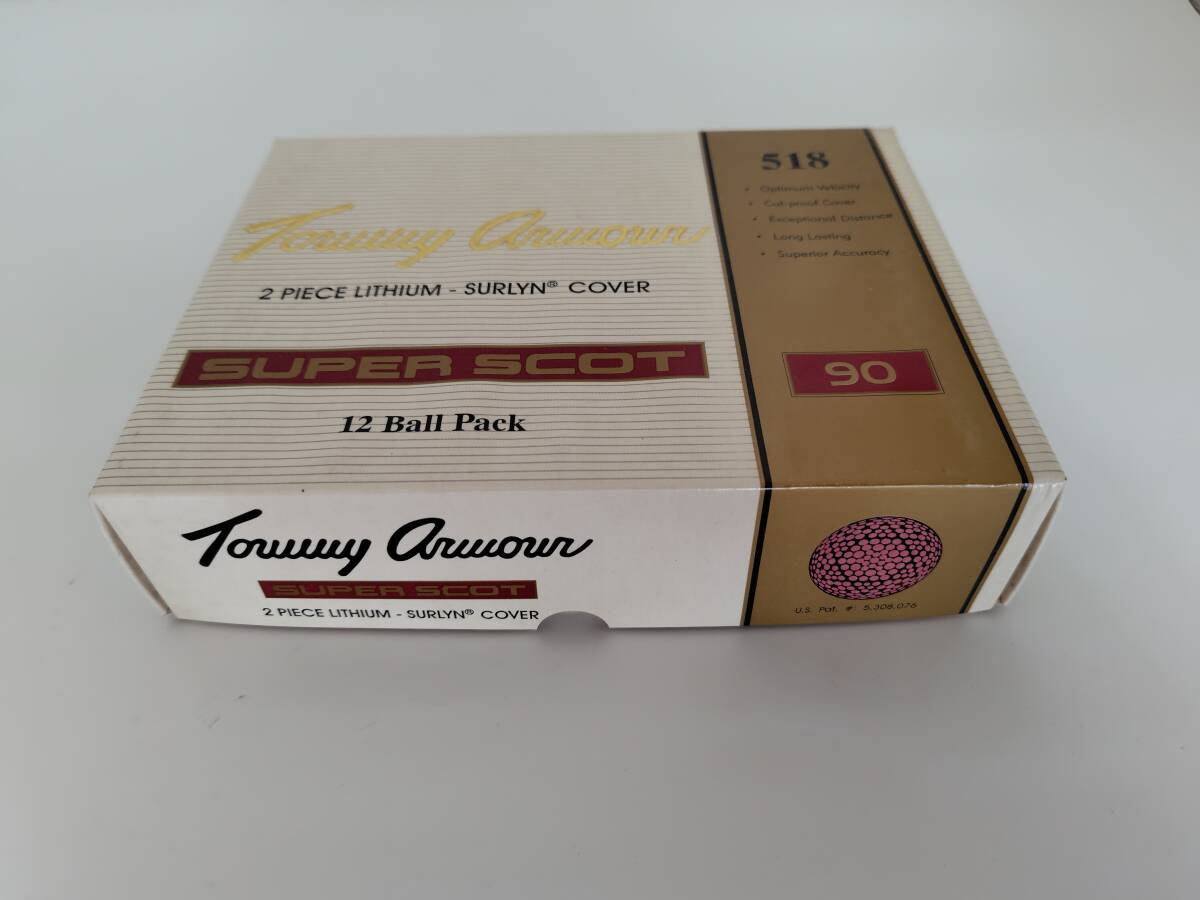 Tommy Armour
2 PIECE LITHIUM - SURLYN® COVER
SUPER SCOT
12 Ball Pack
518
• Optimum Velocity
• Cut-proof Cover
• Exceptional Distance
• Long Lasting
• Superior Accuracy
90
Tommy Armour
SUPER SCOT
2 PIECE LITHIUM - SURLYN® COVER
U.S. Pat. #: 5,308,076